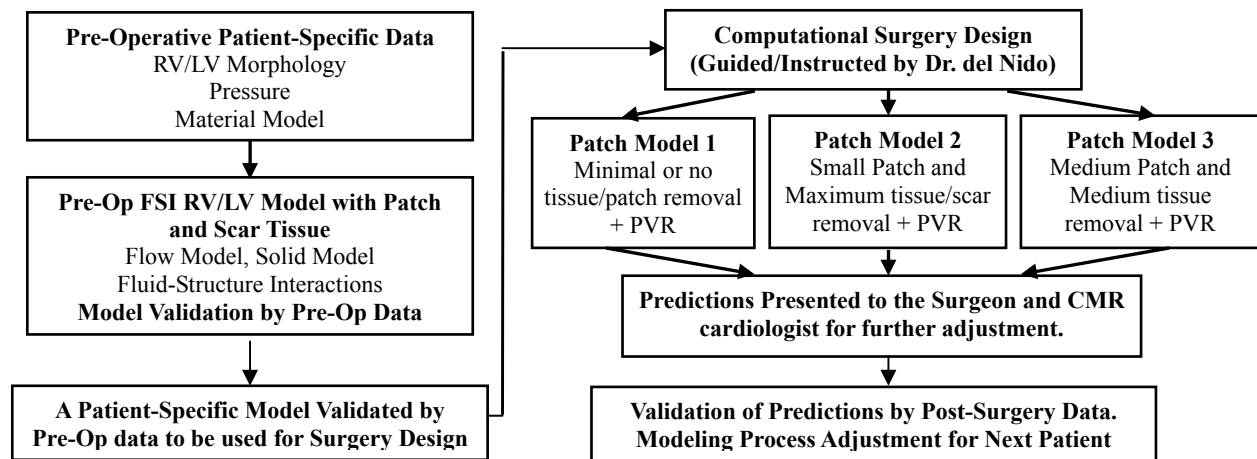 Pre-Operative Patient-Specific Data
RV/LV Morphology
Pressure
Material Model
Pre-Op FSI RV/LV Model with Patch
and Scar Tissue
Flow Model, Solid Model
Fluid-Structure Interactions
Model Validation by Pre-Op Data
A Patient-Specific Model Validated by
Pre-Op data to be used for Surgery Design
Computational Surgery Design
(Guided/Instructed by Dr. del Nido)
Patch Model 1
Minimal or no
tissue/patch removal
+ PVR
Patch Model 2
Small Patch and
Maximum tissue/scar
removal + PVR
Patch Model 3
Medium Patch and
Medium tissue
removal + PVR
Predictions Presented to the Surgeon and CMR
cardiologist for further adjustment.
Validation of Predictions by Post-Surgery Data.
Modeling Process Adjustment for Next Patient